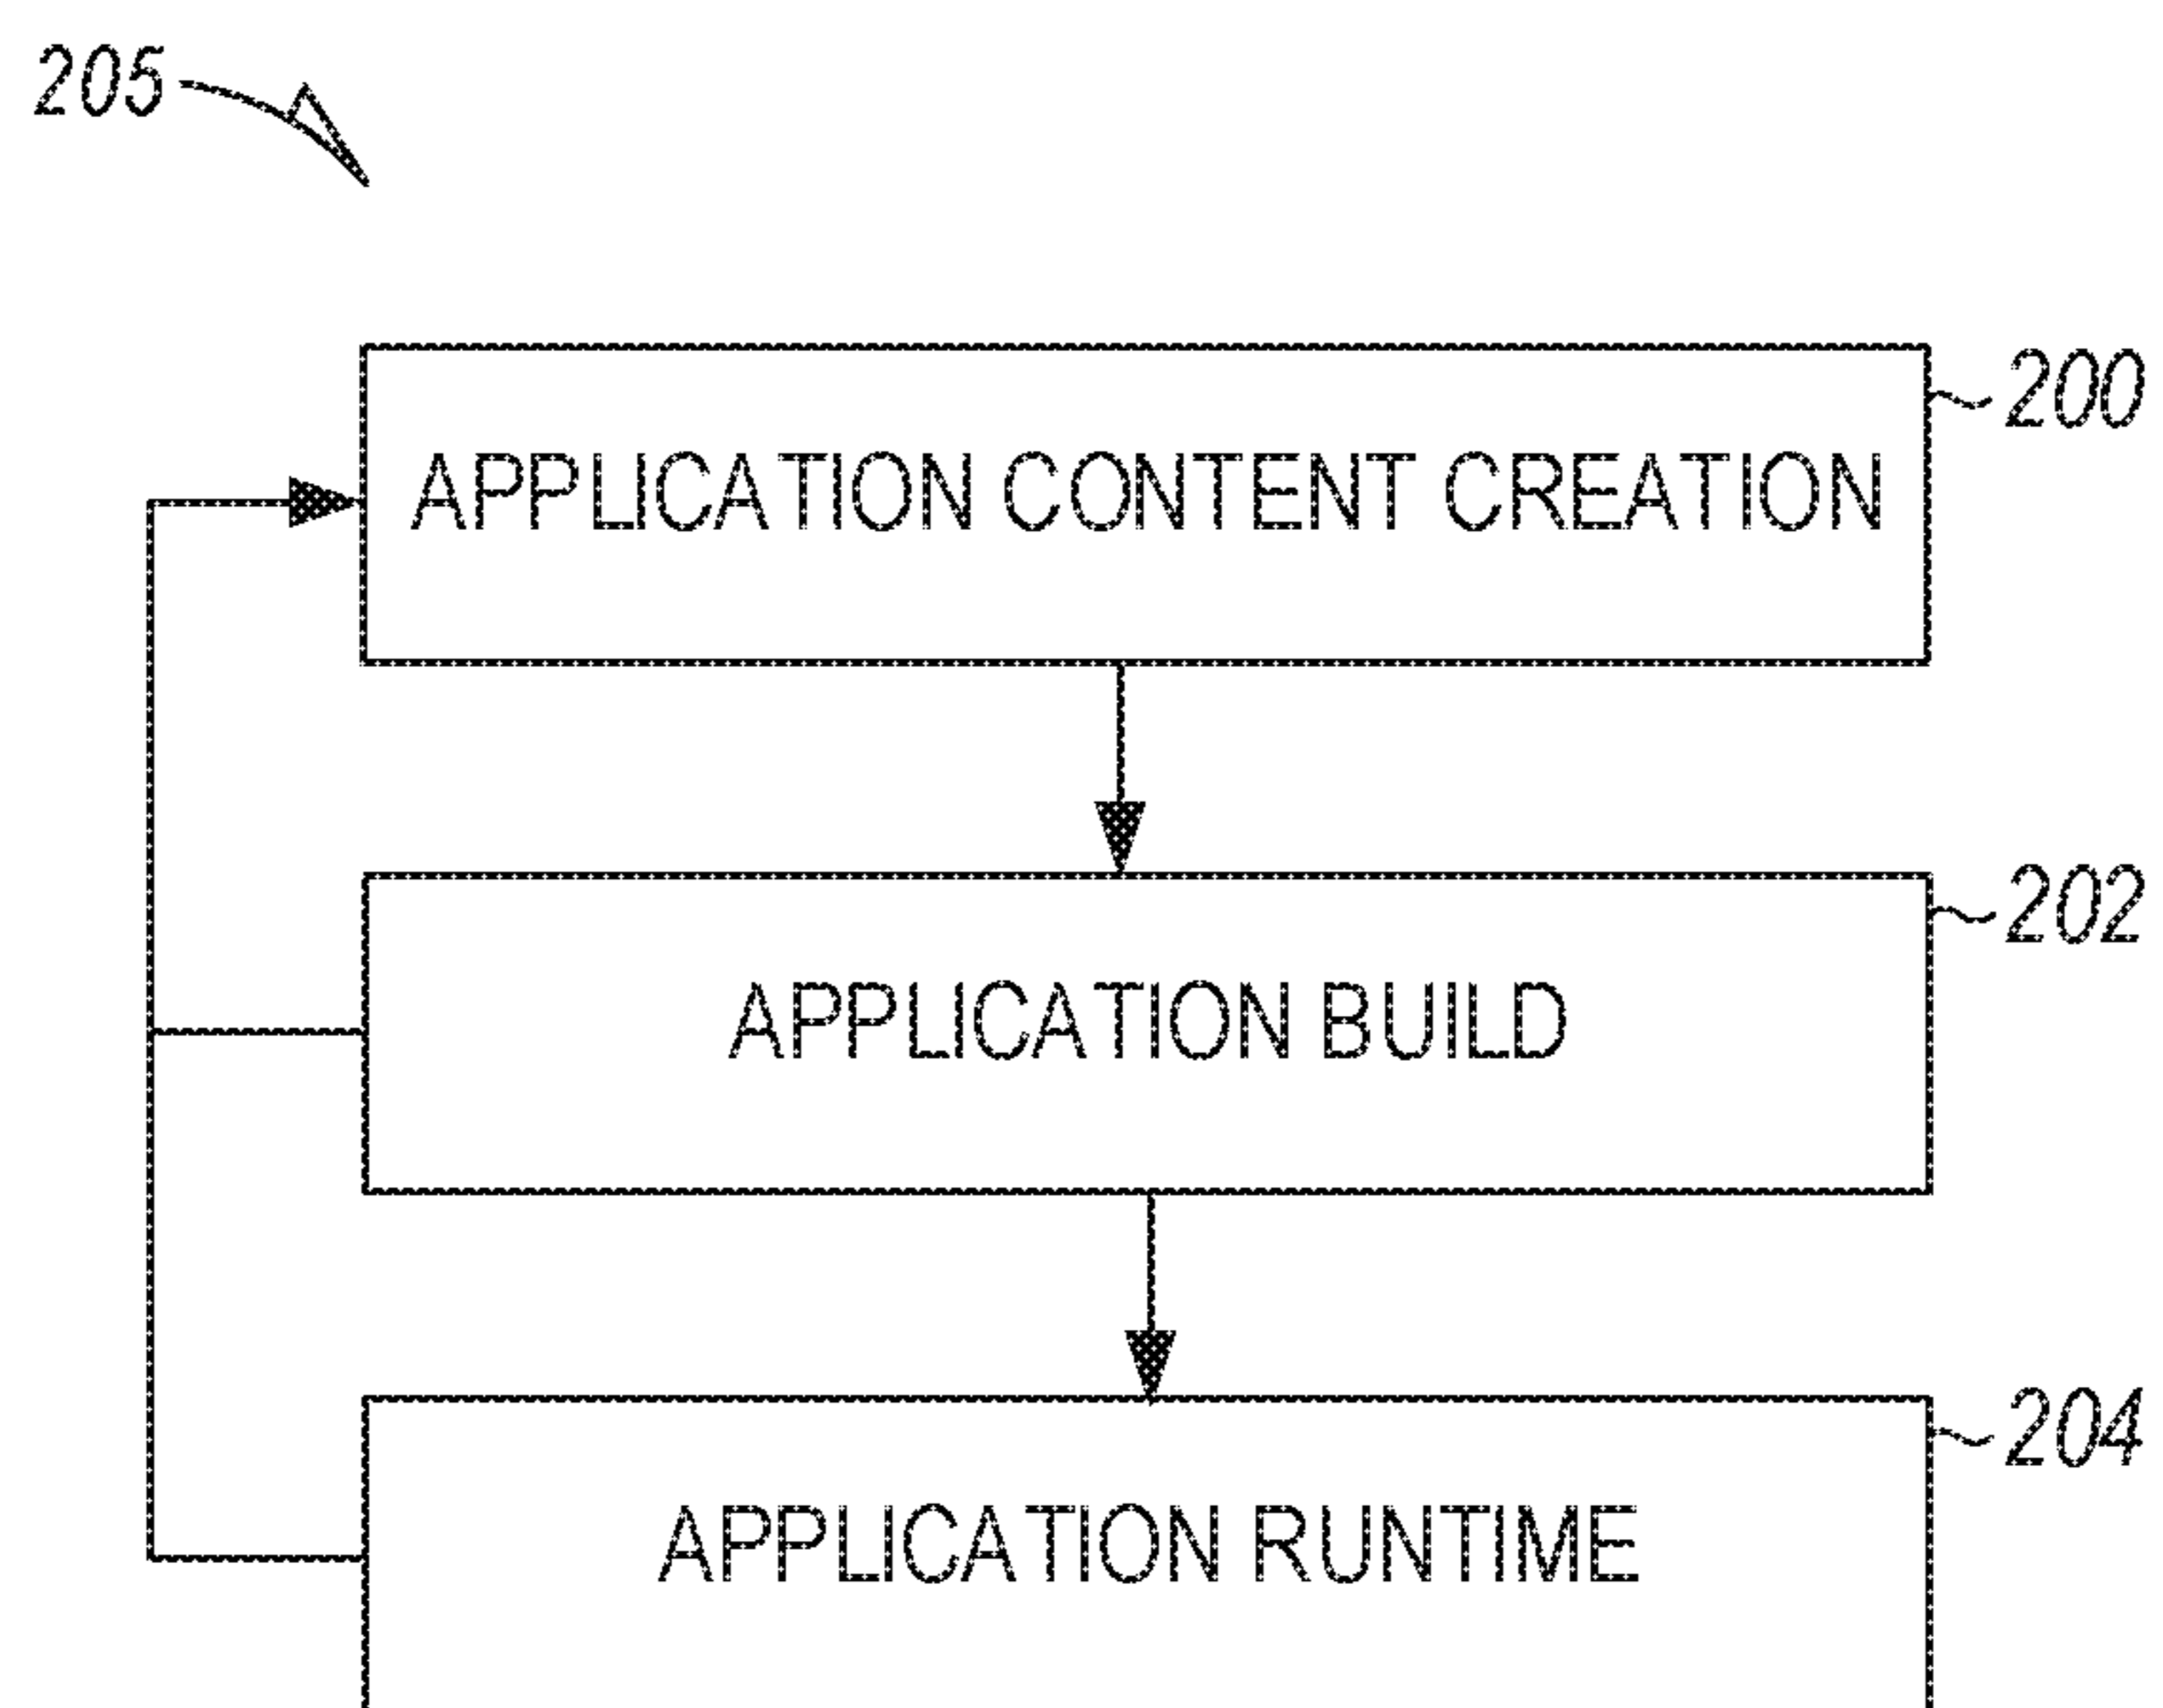 205
200
APPLICATION CONTENT CREATION
202
APPLICATION BUILD
204
APPLICATION RUNTIME